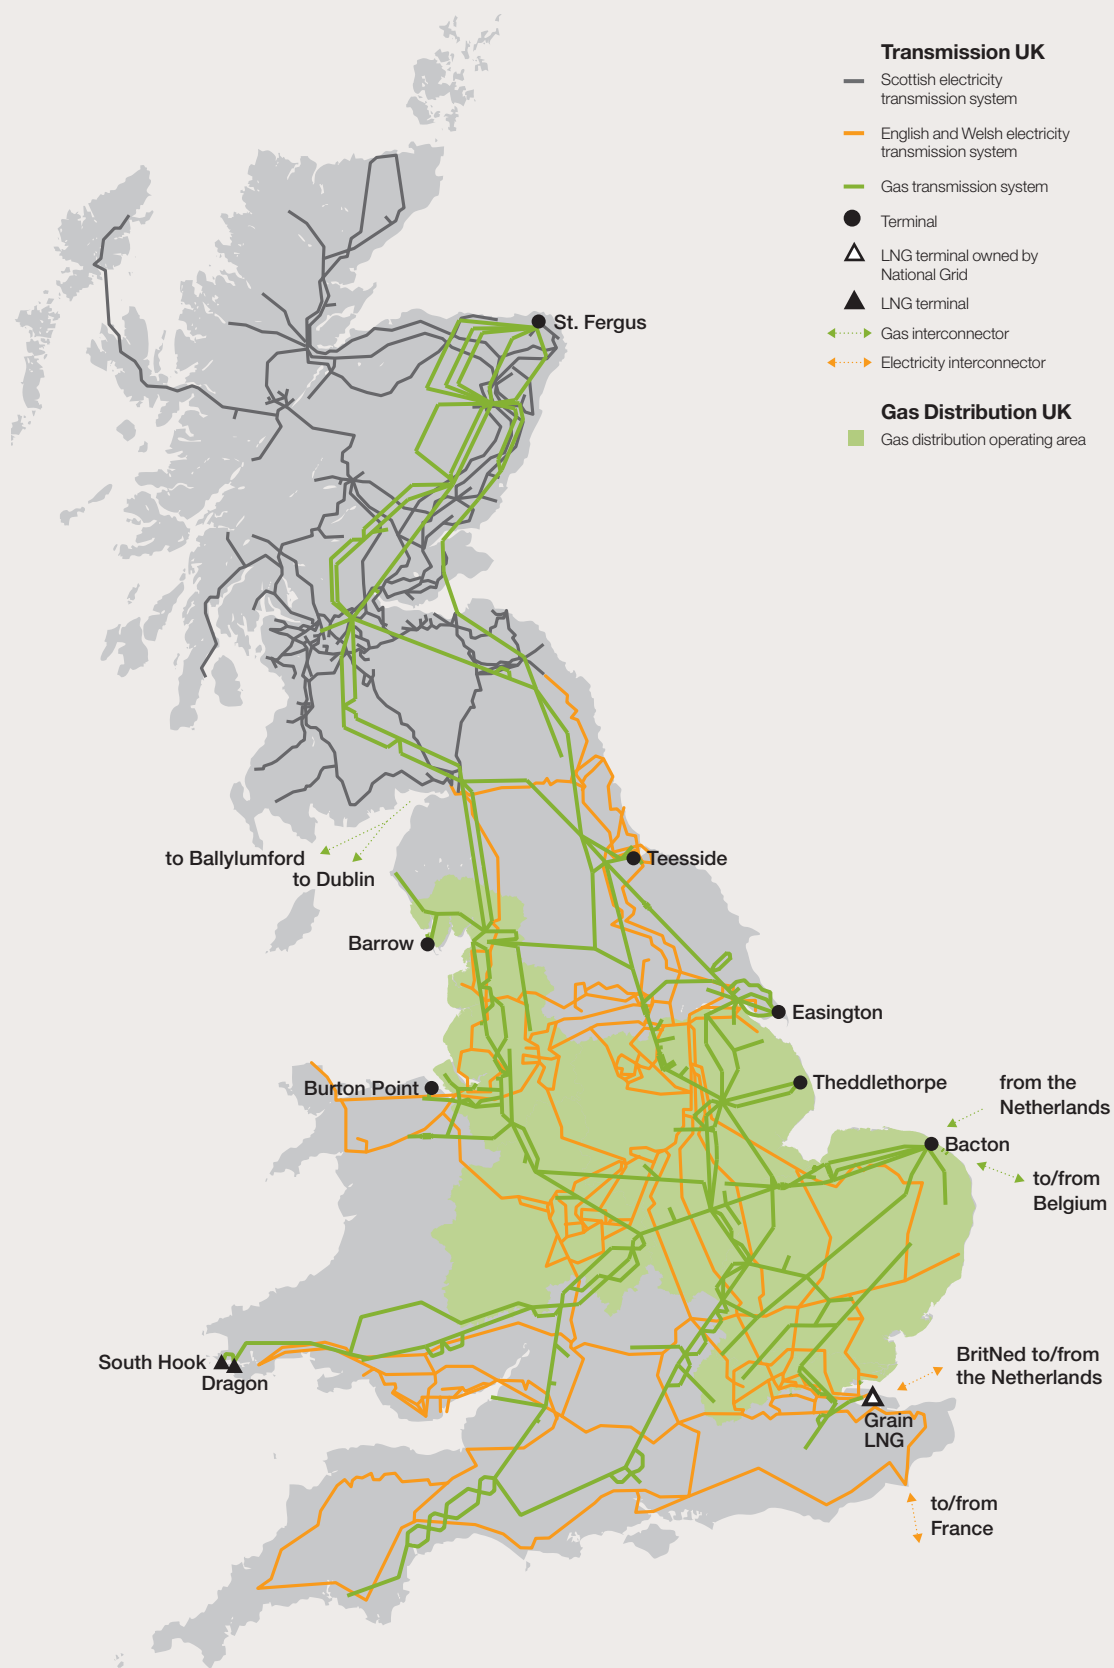 Transmission UK
Scottish electricity
transmission system
English and Welsh electricity
transmission system
Gas transmission system
Terminal
LNG terminal owned by
National Grid
LNG terminal
Gas interconnector
Electricity interconnector
Gas Distribution UK
Gas distribution operating area
St. Fergus
to Ballylumford
to Dublin
Teesside
Barrow
Easington
Burton Point
Theddlethorpe
from the
Netherlands
Bacton
to/from
Belgium
South Hook
Dragon
BritNed to/from
the Netherlands
Grain
LNG
to/from
France